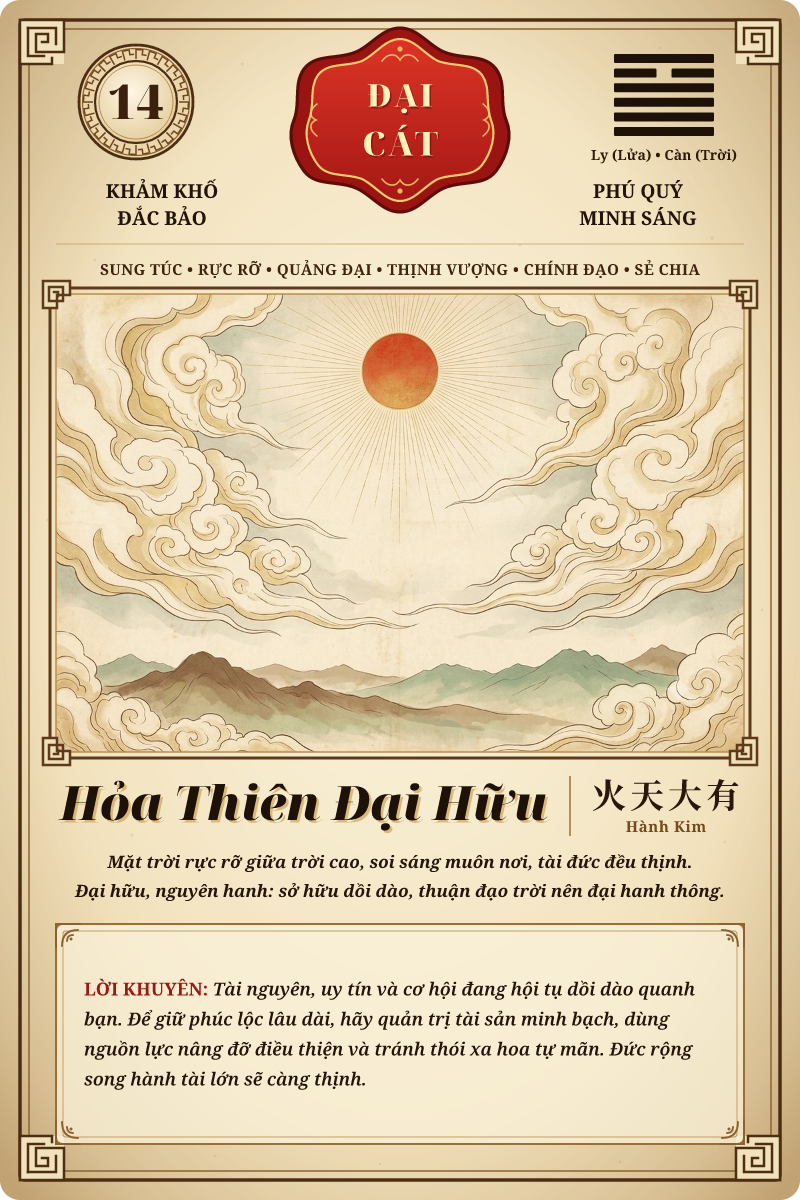 14
ĐẠI
CÁT
Ly (Lửa) • Càn (Trời)
KHẢM KHỐ
ĐẮC BẢO
PHÚ QUÝ
MINH SÁNG
SUNG TÚC • RỰC RỠ • QUẢNG ĐẠI • THỊNH VƯỢNG • CHÍNH ĐẠO • SẺ CHIA
Hỏa Thiên Đại Hữu
火天大有
Hành Kim
Mặt trời rực rỡ giữa trời cao, soi sáng muôn nơi, tài đức đều thịnh.
Đại hữu, nguyên hanh: sở hữu dồi dào, thuận đạo trời nên đại hanh thông.
LỜI KHUYÊN: Tài nguyên, uy tín và cơ hội đang hội tụ dồi dào quanh
bạn. Để giữ phúc lộc lâu dài, hãy quản trị tài sản minh bạch, dùng
nguồn lực nâng đỡ điều thiện và tránh thói xa hoa tự mãn. Đức rộng
song hành tài lớn sẽ càng thịnh.